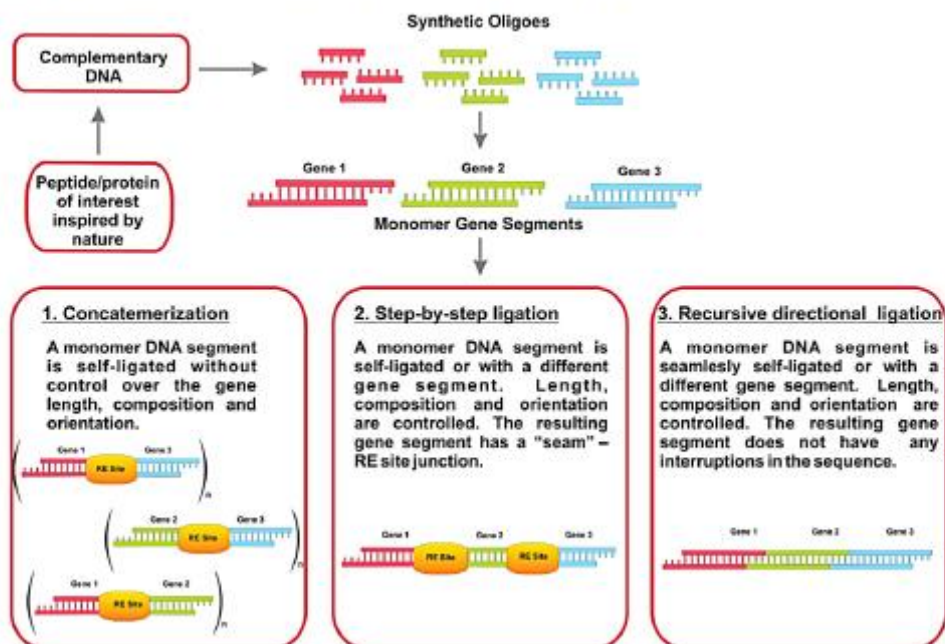 Synthetic Oligoes
Complementary
DNA
Gene 1
Gene 2
Gene 3
Peptide/protein
of interest
inspired by
nature
Monomer Gene Segments
1. Concatemerization
A monomer DNA segment
is self-ligated without
control over the gene
length, composition and
orientation.
Gene 1
Gene 3
RE Site
n
Gene 2
Gene 3
RE Site
n
Gene 1
Gene 2
RE Site
n
2. Step-by-step ligation
A monomer DNA segment is
self-ligated or with a different
gene segment. Length,
composition and orientation
are controlled. The resulting
gene segment has a “seam” –
RE site junction.
Gene 1
RE Site
Gene 2
RE Site
Gene 3
3. Recursive directional ligation
A monomer DNA segment is
seamlesly self-ligated or with a
different gene segment. Length,
composition and orientation are
controlled. The resulting gene
segment does not have any
interruptions in the sequence.
Gene 1
Gene 2
Gene 3